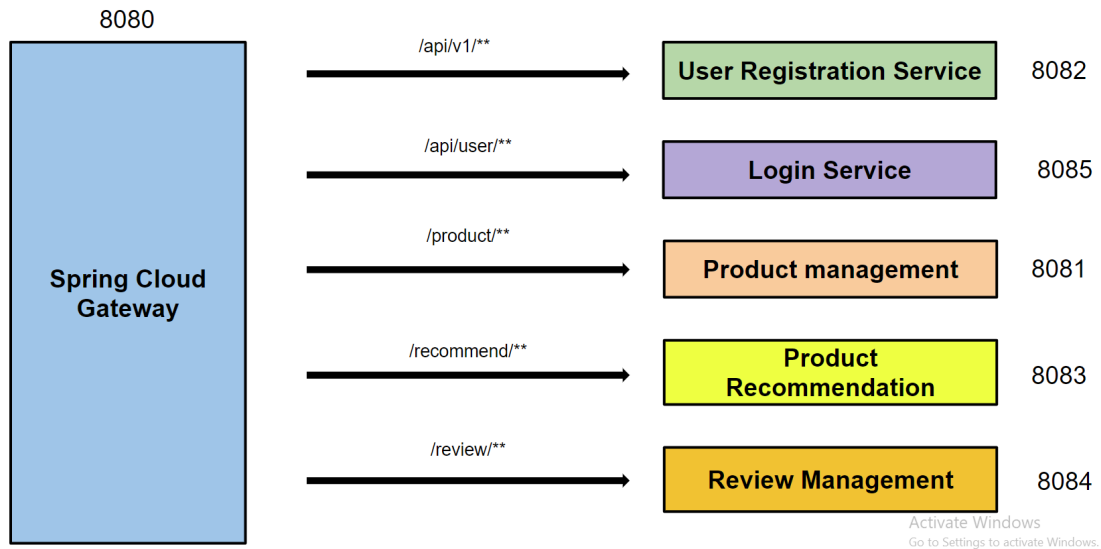 8080
Spring Cloud
Gateway
/api/v1/**
User Registration Service
8082
/api/user/**
Login Service
8085
/product/**
Product management
8081
/recommend/**
Product
Recommendation
8083
/review/**
Review Management
8084
Activate Windows
Go to Settings to activate Windows.